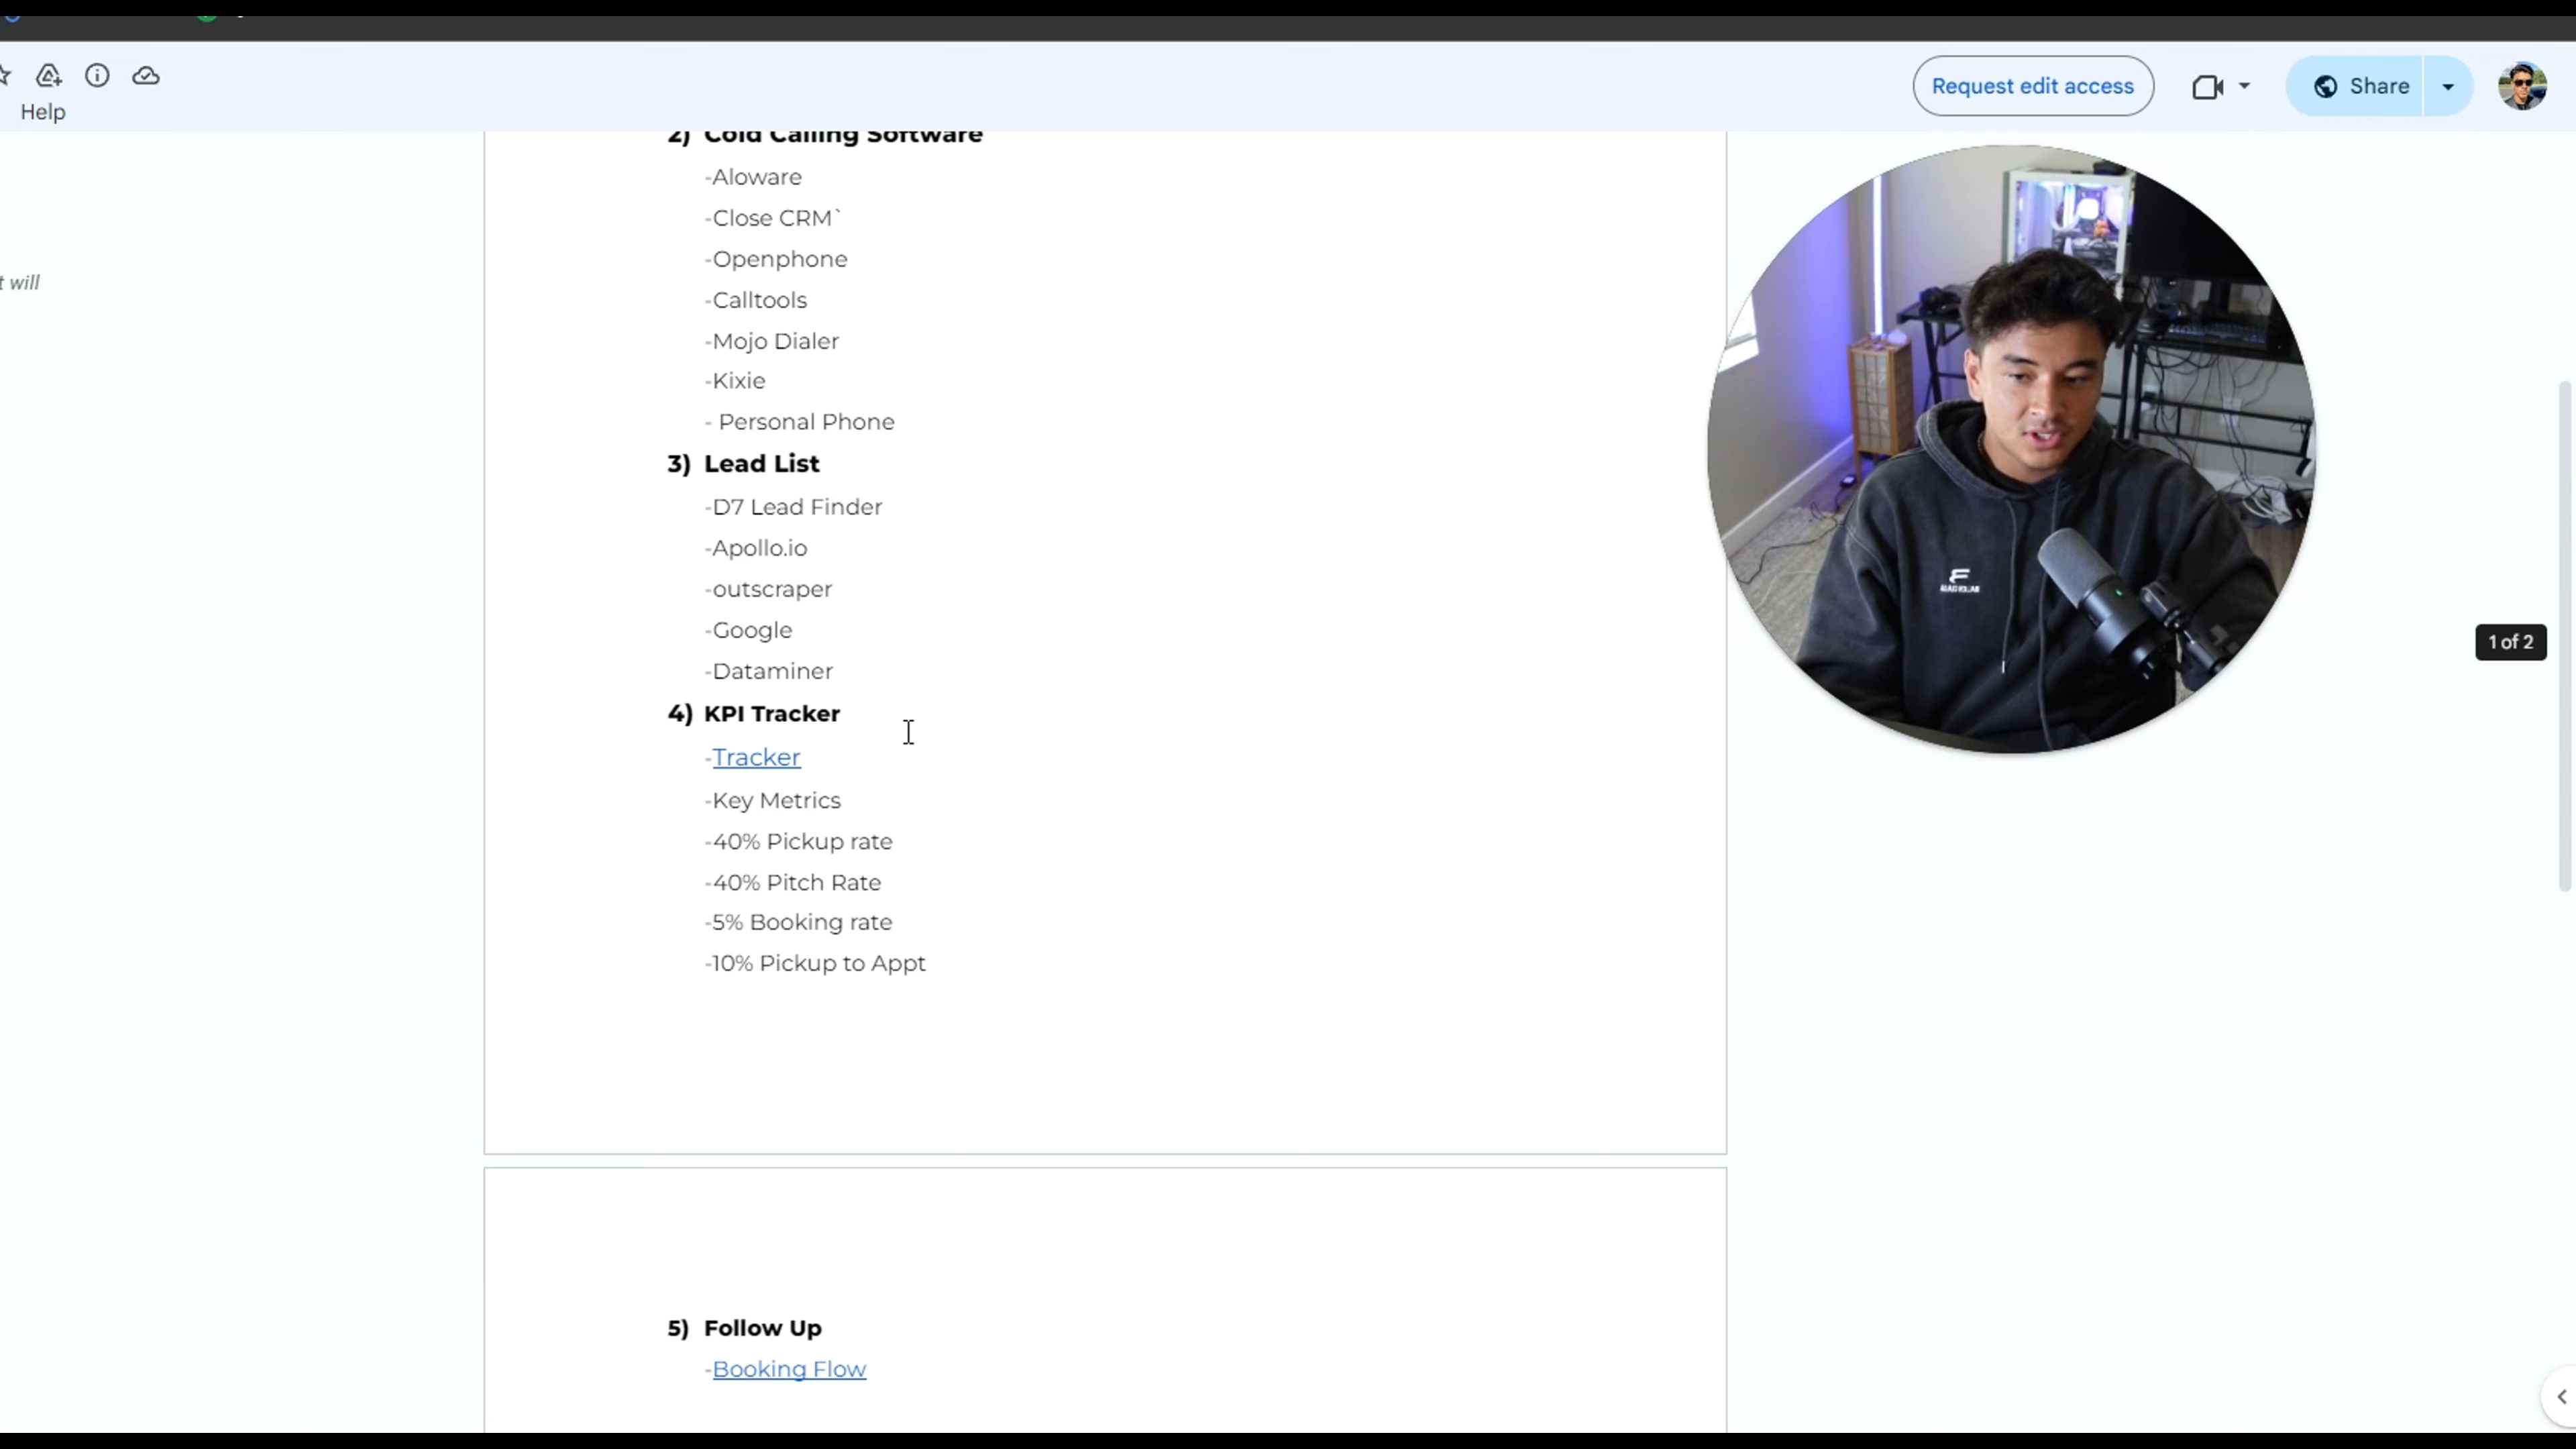 Help
Request edit access
Share
t will
2) Cold Calling Software
-Aloware
-Close CRM`
-Openphone
-Calltools
-Mojo Dialer
-Kixie
- Personal Phone
3) Lead List
-D7 Lead Finder
-Apollo.io
-outscraper
-Google
-Dataminer
4) KPI Tracker
-Tracker
-Key Metrics
-40% Pickup rate
-40% Pitch Rate
-5% Booking rate
-10% Pickup to Appt
1 of 2
5) Follow Up
-Booking Flow